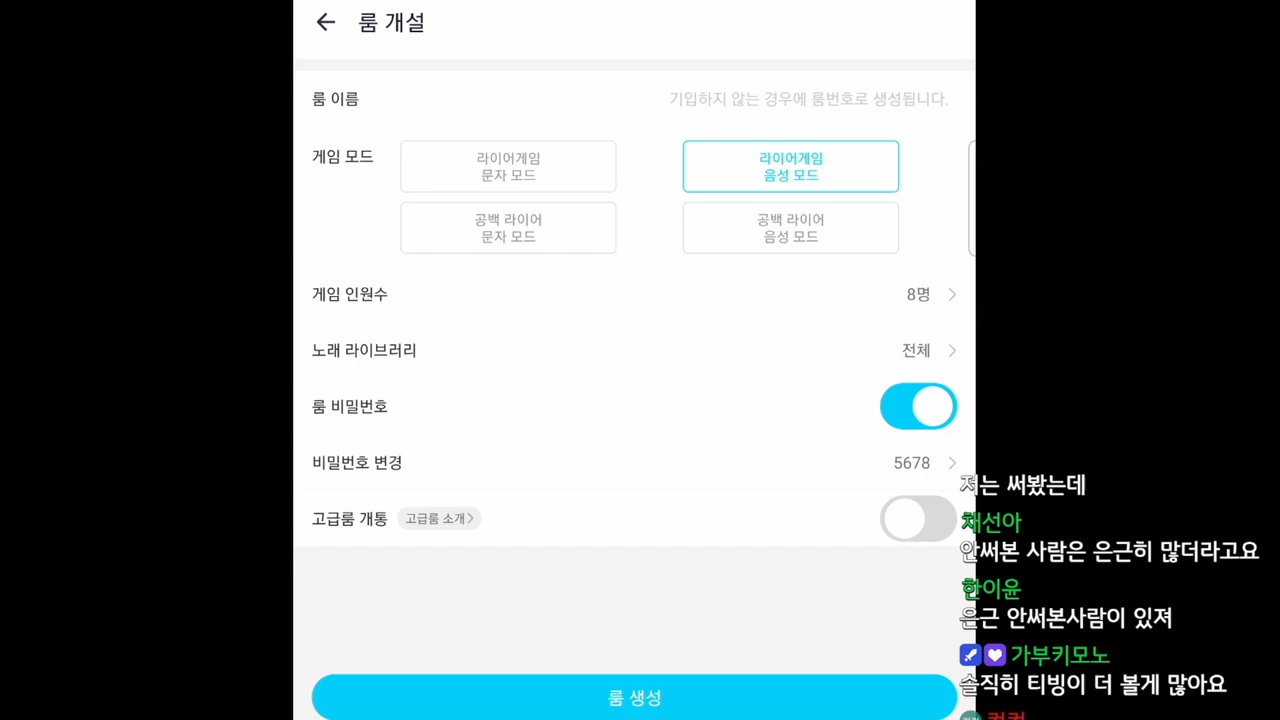 룸 개설
룸 이름
기입하지 않는 경우에 룸번호로 생성됩니다.
게임 모드
라이어게임
문자 모드
라이어게임
음성 모드
공백 라이어
문자 모드
공백 라이어
음성 모드
게임 인원수
8명
노래 라이브러리
전체
룸 비밀번호
비밀번호 변경
5678
고급룸 개통
고급룸 소개
룸 생성
저는 써봤는데
채선아
안써본 사람은 은근히 많더라고요
한이윤
은근 안써본사람이 있져
가부키모노
솔직히 티빙이 더 볼게 많아요